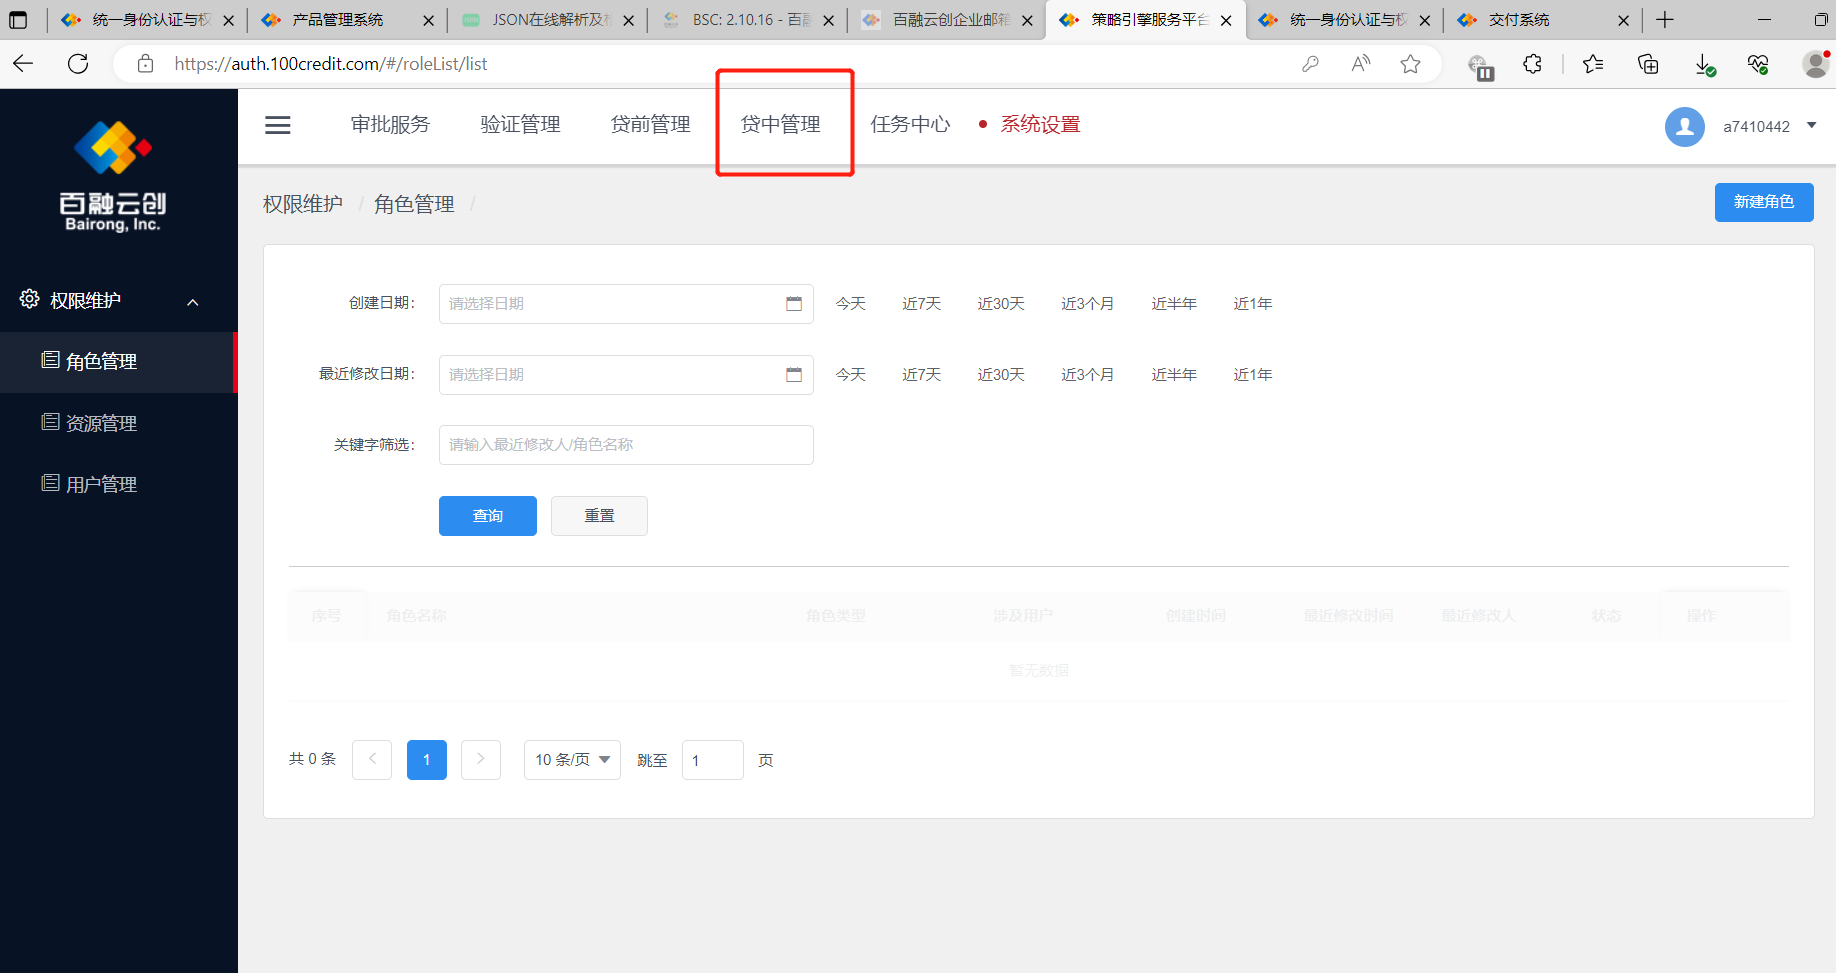 统一身份认证与权
产品管理系统
JSON在线解析及格
BSC: 2.10.16 - 百融
百融云创企业邮箱
策略引擎服务平台
统一身份认证与权
交付系统
https://auth.100credit.com/#/roleList/list
百融云创
Bairong, Inc.
审批服务
验证管理
贷前管理
贷中管理
任务中心
系统设置
a7410442
权限维护 / 角色管理 /
新建角色
权限维护
角色管理
资源管理
用户管理
创建日期： 请选择日期 今天 近7天 近30天 近3个月 近半年 近1年
最近修改日期： 请选择日期 今天 近7天 近30天 近3个月 近半年 近1年
关键字筛选： 请输入最近修改人/角色名称
查询 重置
序号 角色名称 角色类型 涉及用户 创建时间 最近修改时间 最近修改人 状态 操作
暂无数据
共 0 条 1 10 条/页 跳至 1 页